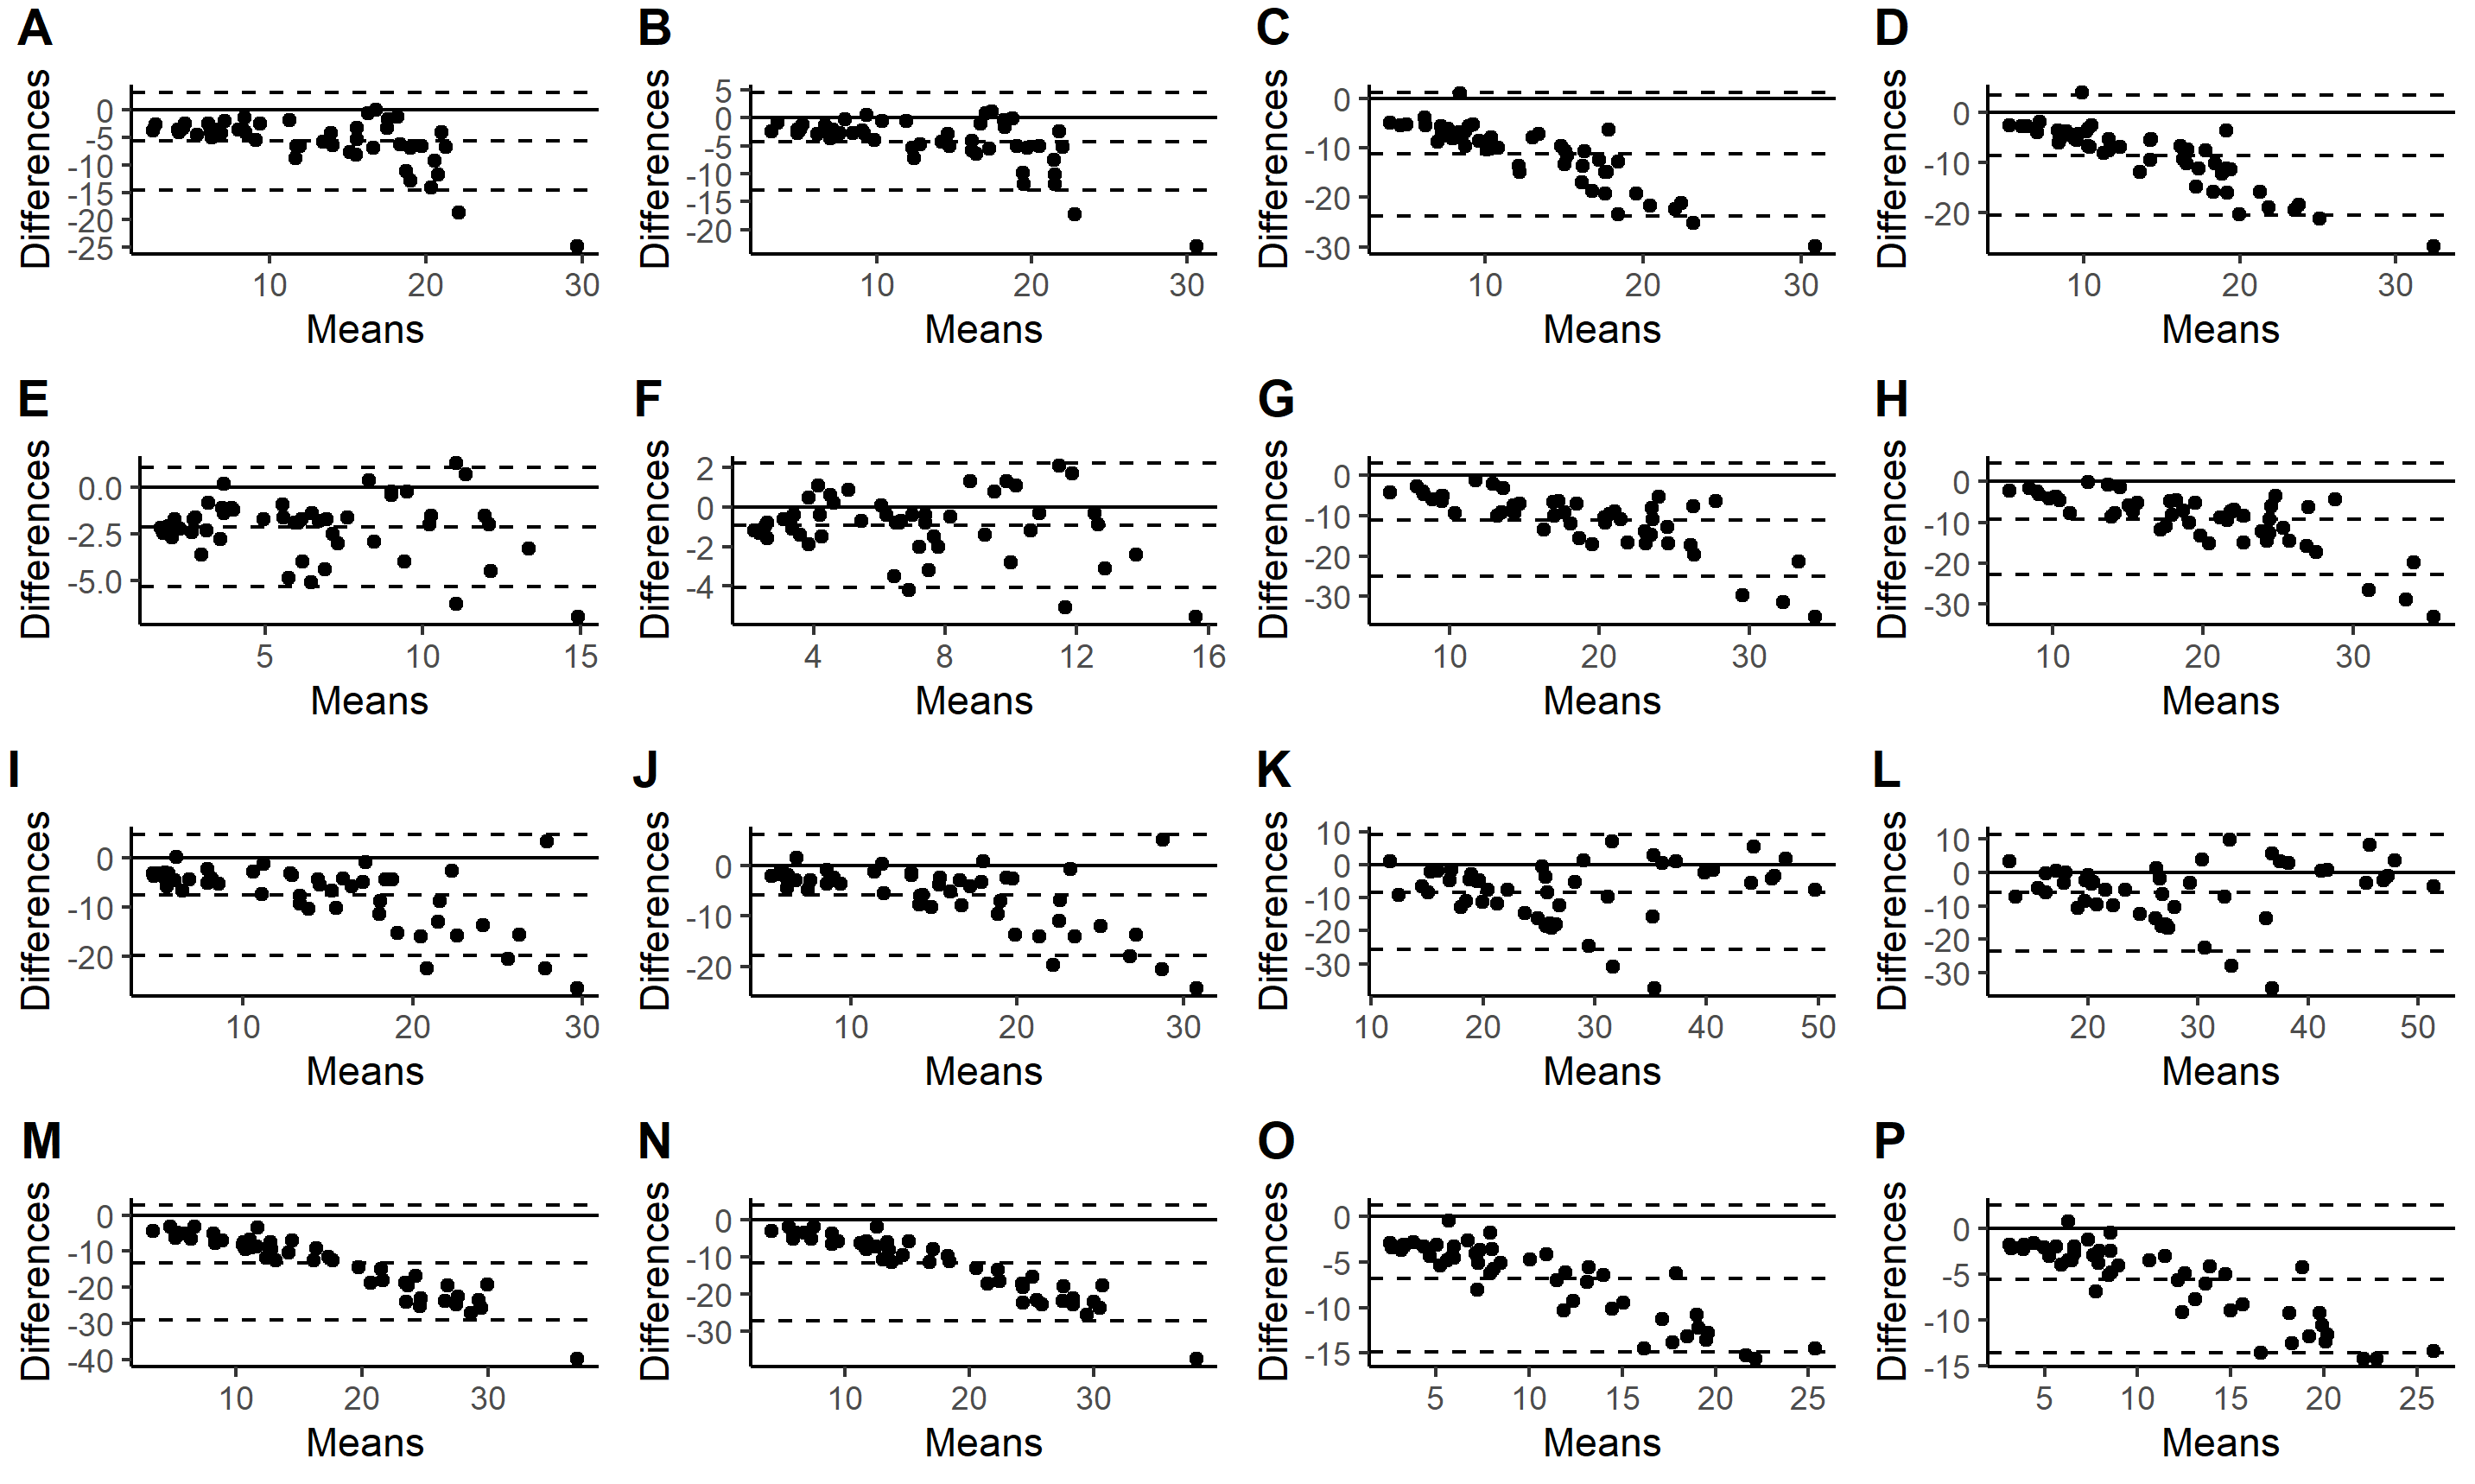 A B C D
Differences 0 -5 -10 -15 -20 -25 10 20 30 Means
Differences 5 0 -5 -10 -15 -20 10 20 30 Means
Differences 0 -10 -20 -30 10 20 30 Means
Differences 0 -10 -20 10 20 30 Means
E F G H
Differences 0.0 -2.5 -5.0 5 10 15 Means
Differences 2 0 -2 -4 4 8 12 16 Means
Differences 0 -10 -20 -30 10 20 30 Means
Differences 0 -10 -20 -30 10 20 30 Means
I J K L
Differences 0 -10 -20 10 20 30 Means
Differences 0 -10 -20 10 20 30 Means
Differences 10 0 -10 -20 -30 10 20 30 40 50 Means
Differences 10 0 -10 -20 -30 20 30 40 50 Means
M N O P
Differences 0 -10 -20 -30 -40 10 20 30 Means
Differences 0 -10 -20 -30 10 20 30 Means
Differences 0 -5 -10 -15 5 10 15 20 25 Means
Differences 0 -5 -10 -15 5 10 15 20 25 Means